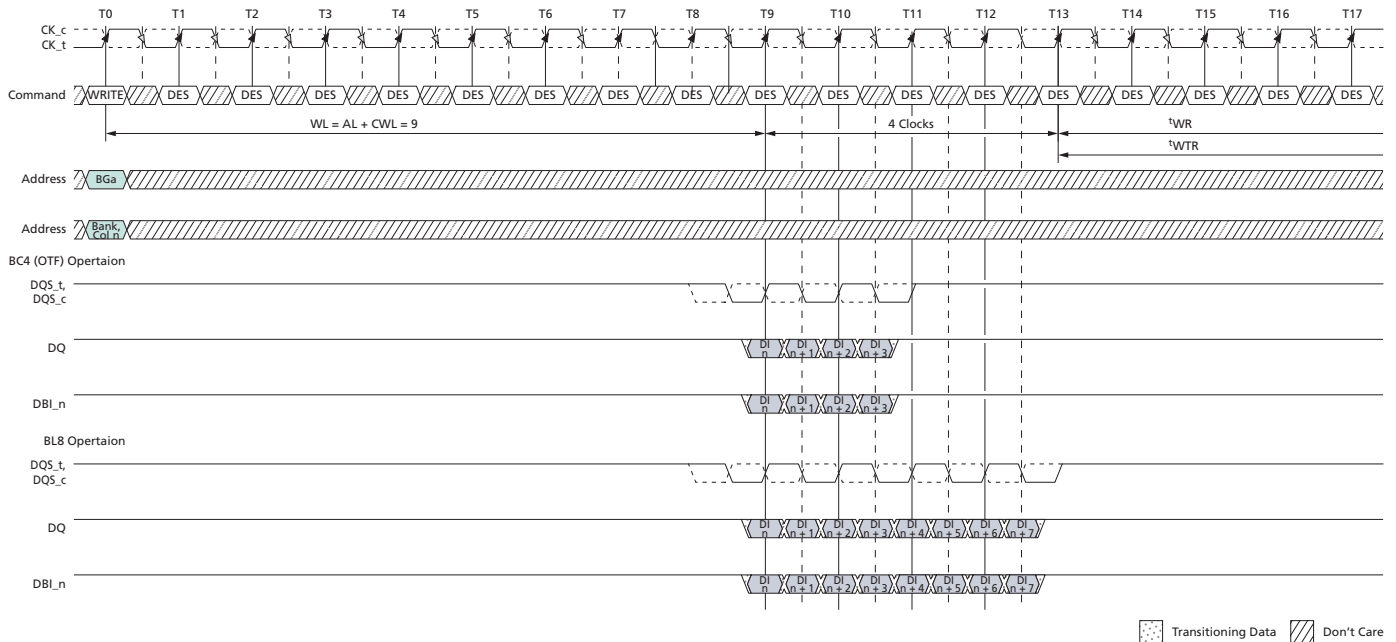 T0 T1 T2 T3 T4 T5 T6 T7 T8 T9 T10 T11 T12 T13 T14 T15 T16 T17
CK_c
CK_t
Command WRITE DES DES DES DES DES DES DES DES DES DES DES DES DES DES DES DES DES
WL = AL + CWL = 9 4 Clocks tWR
tWTR
Address BGa
Address Bank, Col n
BC4 (OTF) Opertaion
DQS_t,
DQS_c
DQ DI n DI n + 1 DI n + 2 DI n + 3
DBI_n DI n DI n + 1 DI n + 2 DI n + 3
BL8 Opertaion
DQS_t,
DQS_c
DQ DI n DI n + 1 DI n + 2 DI n + 3 DI n + 4 DI n + 5 DI n + 6 DI n + 7
DBI_n DI n DI n + 1 DI n + 2 DI n + 3 DI n + 4 DI n + 5 DI n + 6 DI n + 7
Transitioning Data Don't Care